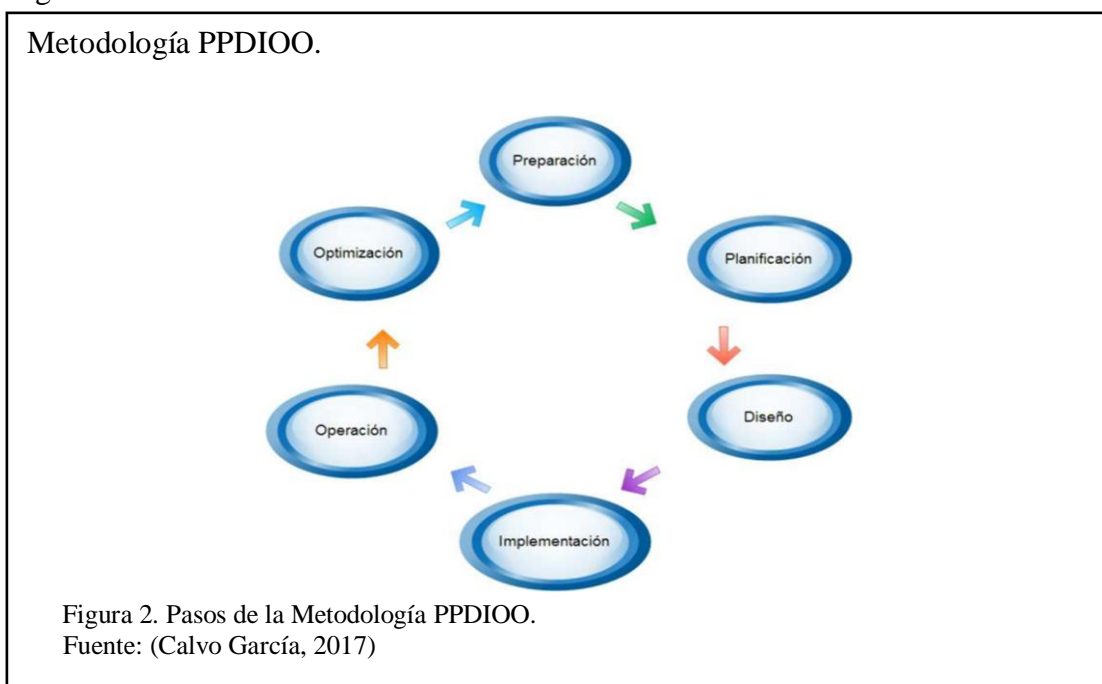 Metodología PPDIOO.
Preparación
Planificación
Diseño
Implementación
Operación
Optimización
Figura 2. Pasos de la Metodología PPDIOO.
Fuente: (Calvo García, 2017)